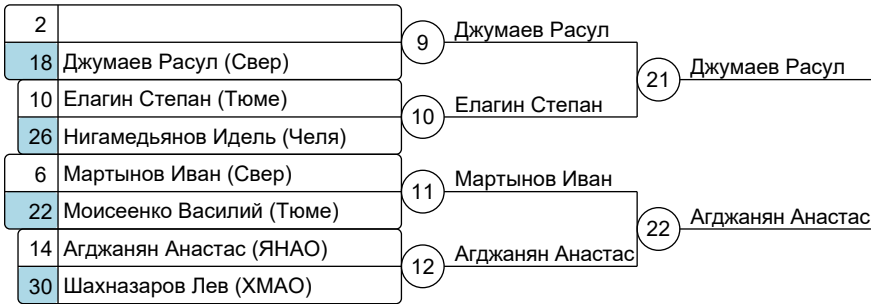 2
9 Джумаев Расул
18 Джумаев Расул (Свер)
21 Джумаев Расул
10 Елагин Степан (Тюме)
10 Елагин Степан
26 Нигамедьянов Идель (Челя)
6 Мартынов Иван (Свер)
11 Мартынов Иван
22 Моисеенко Василий (Тюме)
22 Агджанян Анастас
14 Агджанян Анастас (ЯНАО)
12 Агджанян Анастас
30 Шахназаров Лев (ХМАО)